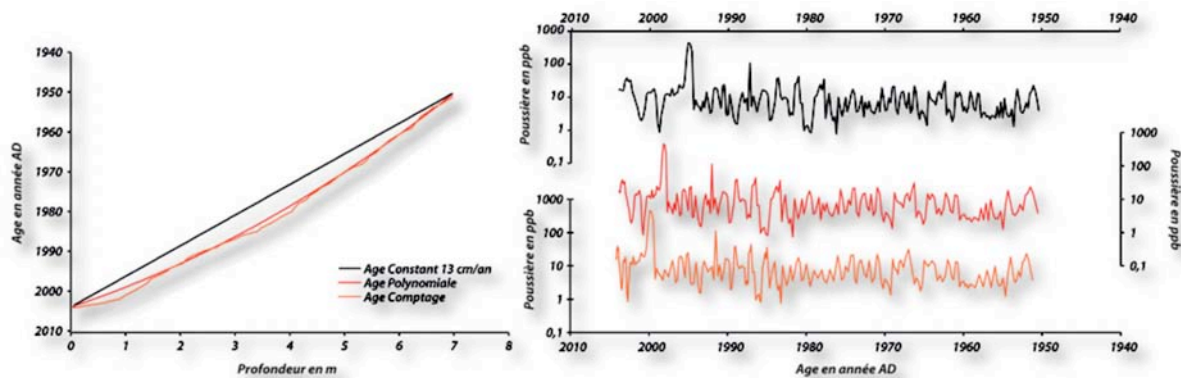 1940
1950
1960
1970
1980
1990
2000
2010
Age en année AD
0 1 2 3 4 5 6 7 8
Profondeur en m
Age Constant 13 cm/an
Age Polynomiale
Age Comptage
2010 2000 1990 1980 1970 1960 1950 1940
1000
100
10
1
0,1
Poussière en ppb
1000
100
10
1
0,1
Poussière en ppb
1000
100
10
1
0,1
Poussière en ppb
2010 2000 1990 1980 1970 1960 1950 1940
Age en année AD